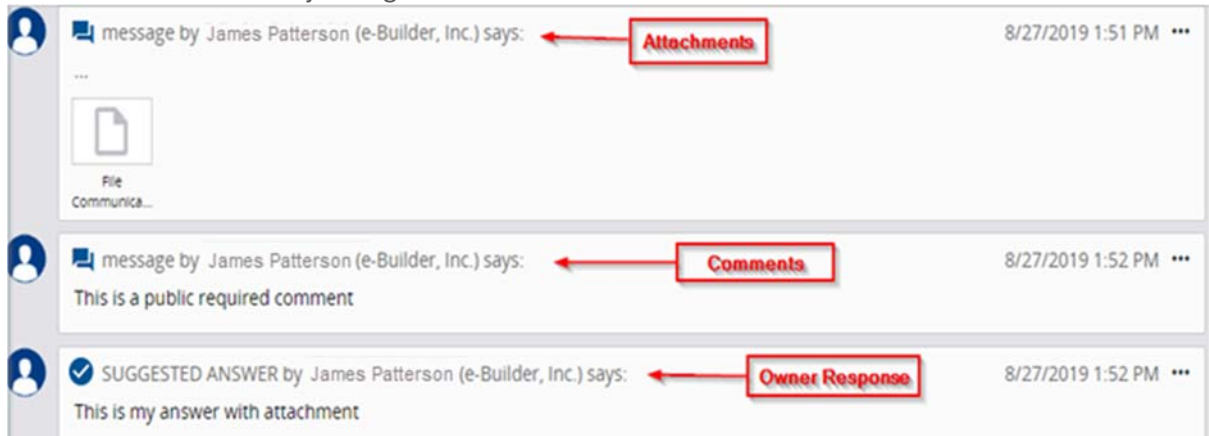 message by James Patterson (e-Builder, Inc.) says: Attachments 8/27/2019 1:51 PM •••
...
File
Communica...
message by James Patterson (e-Builder, Inc.) says: Comments 8/27/2019 1:52 PM •••
This is a public required comment
SUGGESTED ANSWER by James Patterson (e-Builder, Inc.) says: Owner Response 8/27/2019 1:52 PM •••
This is my answer with attachment